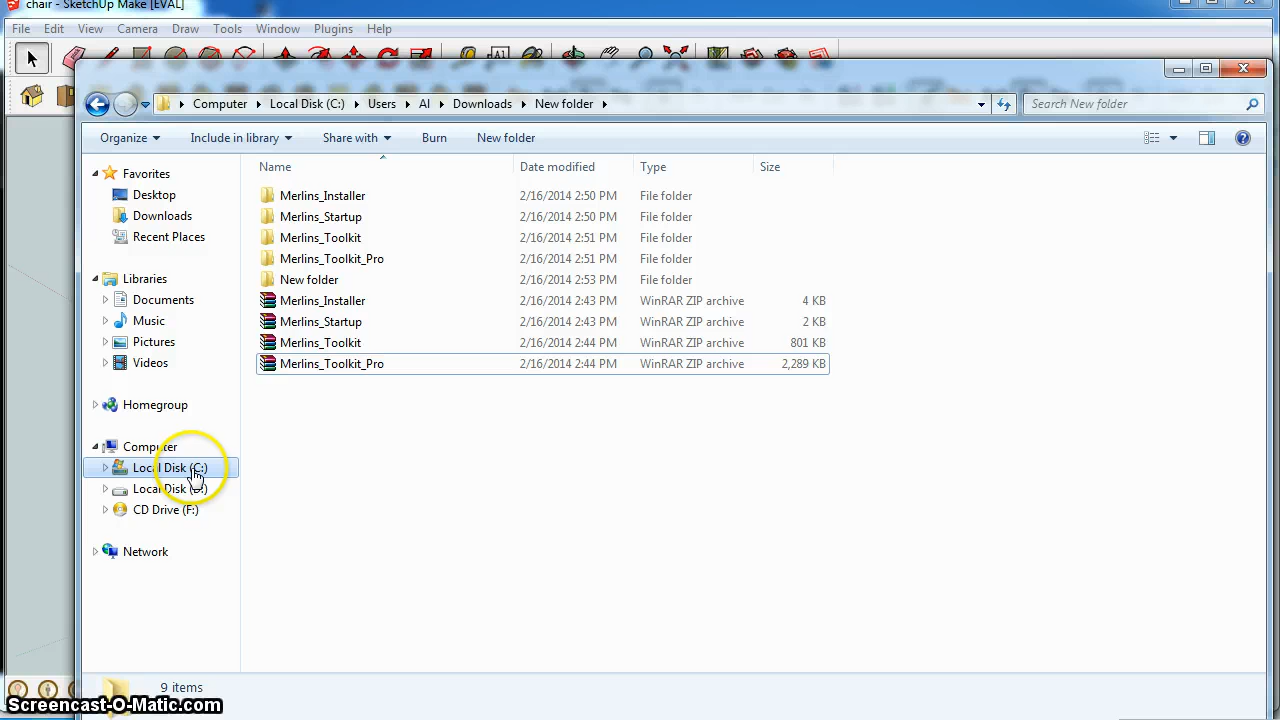 chair - SketchUp Make [EVAL]
File Edit View Camera Draw Tools Window Plugins Help
Computer Local Disk (C:) Users Al Downloads New folder Search New folder
Organize Include in library Share with Burn New folder
Name Date modified Type Size
Favorites
Desktop
Downloads
Recent Places
Libraries
Documents
Music
Pictures
Videos
Homegroup
Computer
Local Disk (C:)
Local Disk (D:)
CD Drive (F:)
Network
Merlins_Installer 2/16/2014 2:50 PM File folder
Merlins_Startup 2/16/2014 2:50 PM File folder
Merlins_Toolkit 2/16/2014 2:51 PM File folder
Merlins_Toolkit_Pro 2/16/2014 2:51 PM File folder
New folder 2/16/2014 2:53 PM File folder
Merlins_Installer 2/16/2014 2:43 PM WinRAR ZIP archive 4 KB
Merlins_Startup 2/16/2014 2:43 PM WinRAR ZIP archive 2 KB
Merlins_Toolkit 2/16/2014 2:44 PM WinRAR ZIP archive 801 KB
Merlins_Toolkit_Pro 2/16/2014 2:44 PM WinRAR ZIP archive 2,289 KB
9 items
Screencast-O-Matic.com